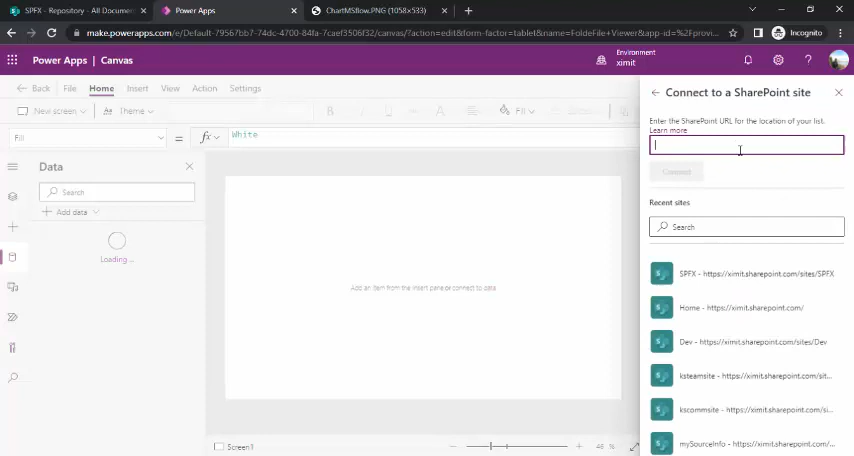 SPFX - Repository - All Documen
Power Apps
ChartMSflow.PNG (1058×533)
make.powerapps.com/e/Default-79567bb7-74dc-4700-84fa-7caef3506f32/canvas/?action=edit&form-factor=tablet&name=FoldeFile+Viewer&app-id=%2Fprovi...
Incognito
Power Apps | Canvas
Environment
ximit
Back
File
Home
Insert
View
Action
Settings
New screen
Theme
B
Fill
Fill
=
fx
White
Data
Search
Add data
Loading...
Add an item from the insert pane or connect to data
Screen1
48 %
Connect to a SharePoint site
Enter the SharePoint URL for the location of your list.
Learn more
Connect
Recent sites
Search
SPFX - https://ximit.sharepoint.com/sites/SPFX
Home - https://ximit.sharepoint.com/
Dev - https://ximit.sharepoint.com/sites/Dev
ksteamsite - https://ximit.sharepoint.com/sit...
kscommsite - https://ximit.sharepoint.com/si...
mySourceInfo - https://ximit.sharepoint.com/...